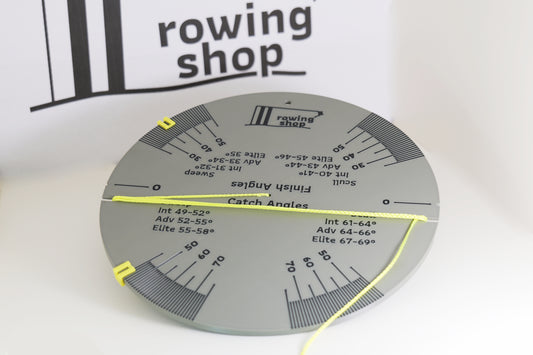 rowing
shop
rowing
shop
30
40
50
30
40
50
Elite 35°
Adv 33-34°
Int 31-32°
Sweep
Elite 45-46°
Adv 43-44°
Int 40-41°
Scull
Finish Angles
0
0
Catch Angles
Int 49-52°
Adv 52-55°
Elite 55-58°
Int 61-64°
Adv 64-66°
Elite 67-69°
50
60
70
70
60
50